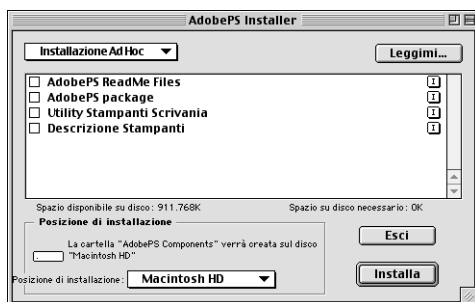 AdobePS Installer
Installazione Ad Hoc
Leggimi...
AdobePS ReadMe Files
AdobePS package
Utility Stampanti Scrivania
Descrizione Stampanti
Spazio disponibile su disco: 911.768K Spazio su disco necessario: 0K
Posizione di installazione
La cartella "AdobePS Components" verrà creata sul disco
"Macintosh HD"
Posizione di installazione: Macintosh HD
Esci
Installa